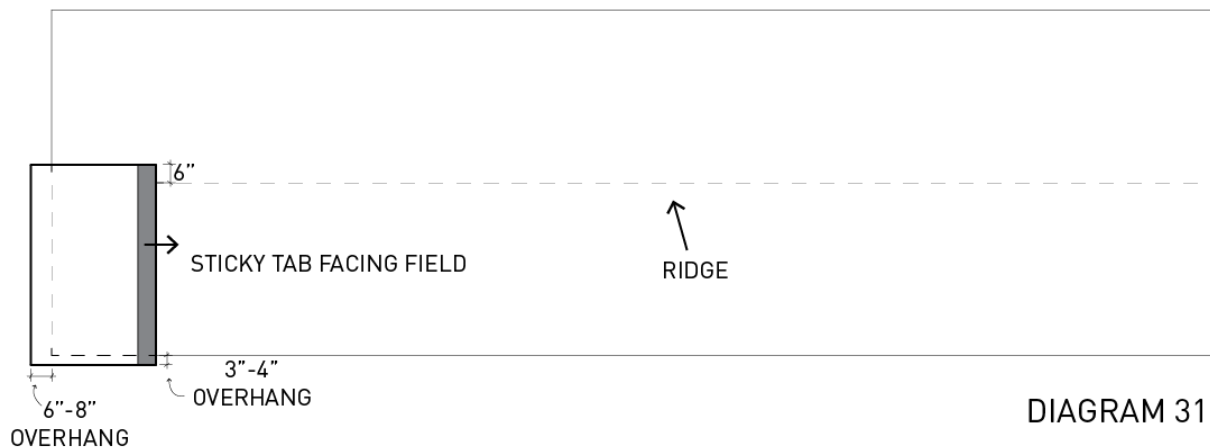 6”
STICKY TAB FACING FIELD
RIDGE
3”-4”
OVERHANG
6”-8”
OVERHANG
DIAGRAM 31